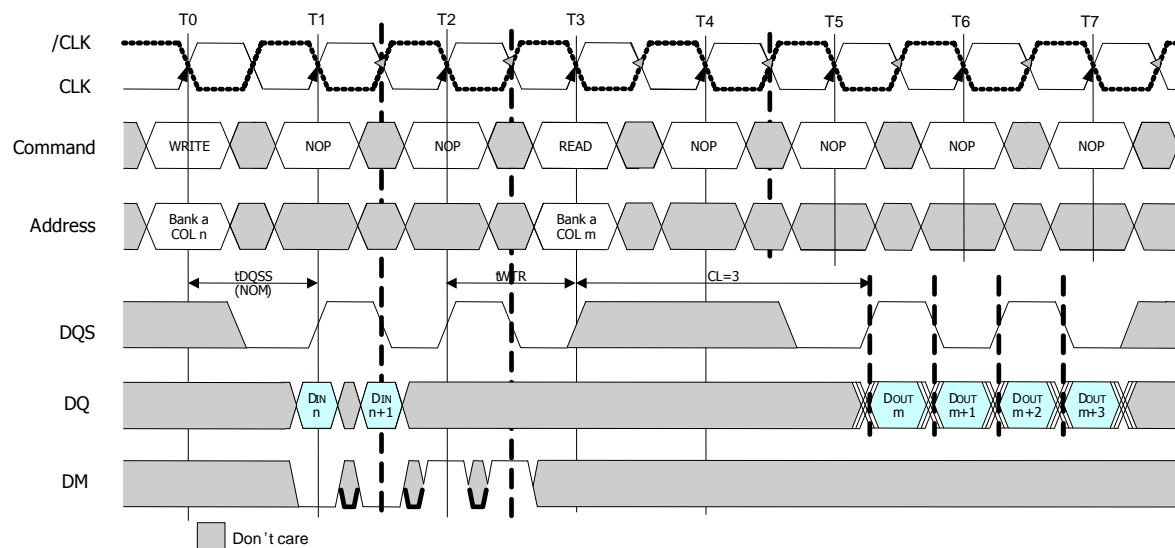 T0 T1 T2 T3 T4 T5 T6 T7
/CLK
CLK
Command WRITE NOP NOP READ NOP NOP NOP NOP
Address Bank a COL n Bank a COL m
tDQSS (NOM) tWTR CL=3
DQS
DQ DIN n DIN n+1 DOUT m DOUT m+1 DOUT m+2 DOUT m+3
DM
Don't care